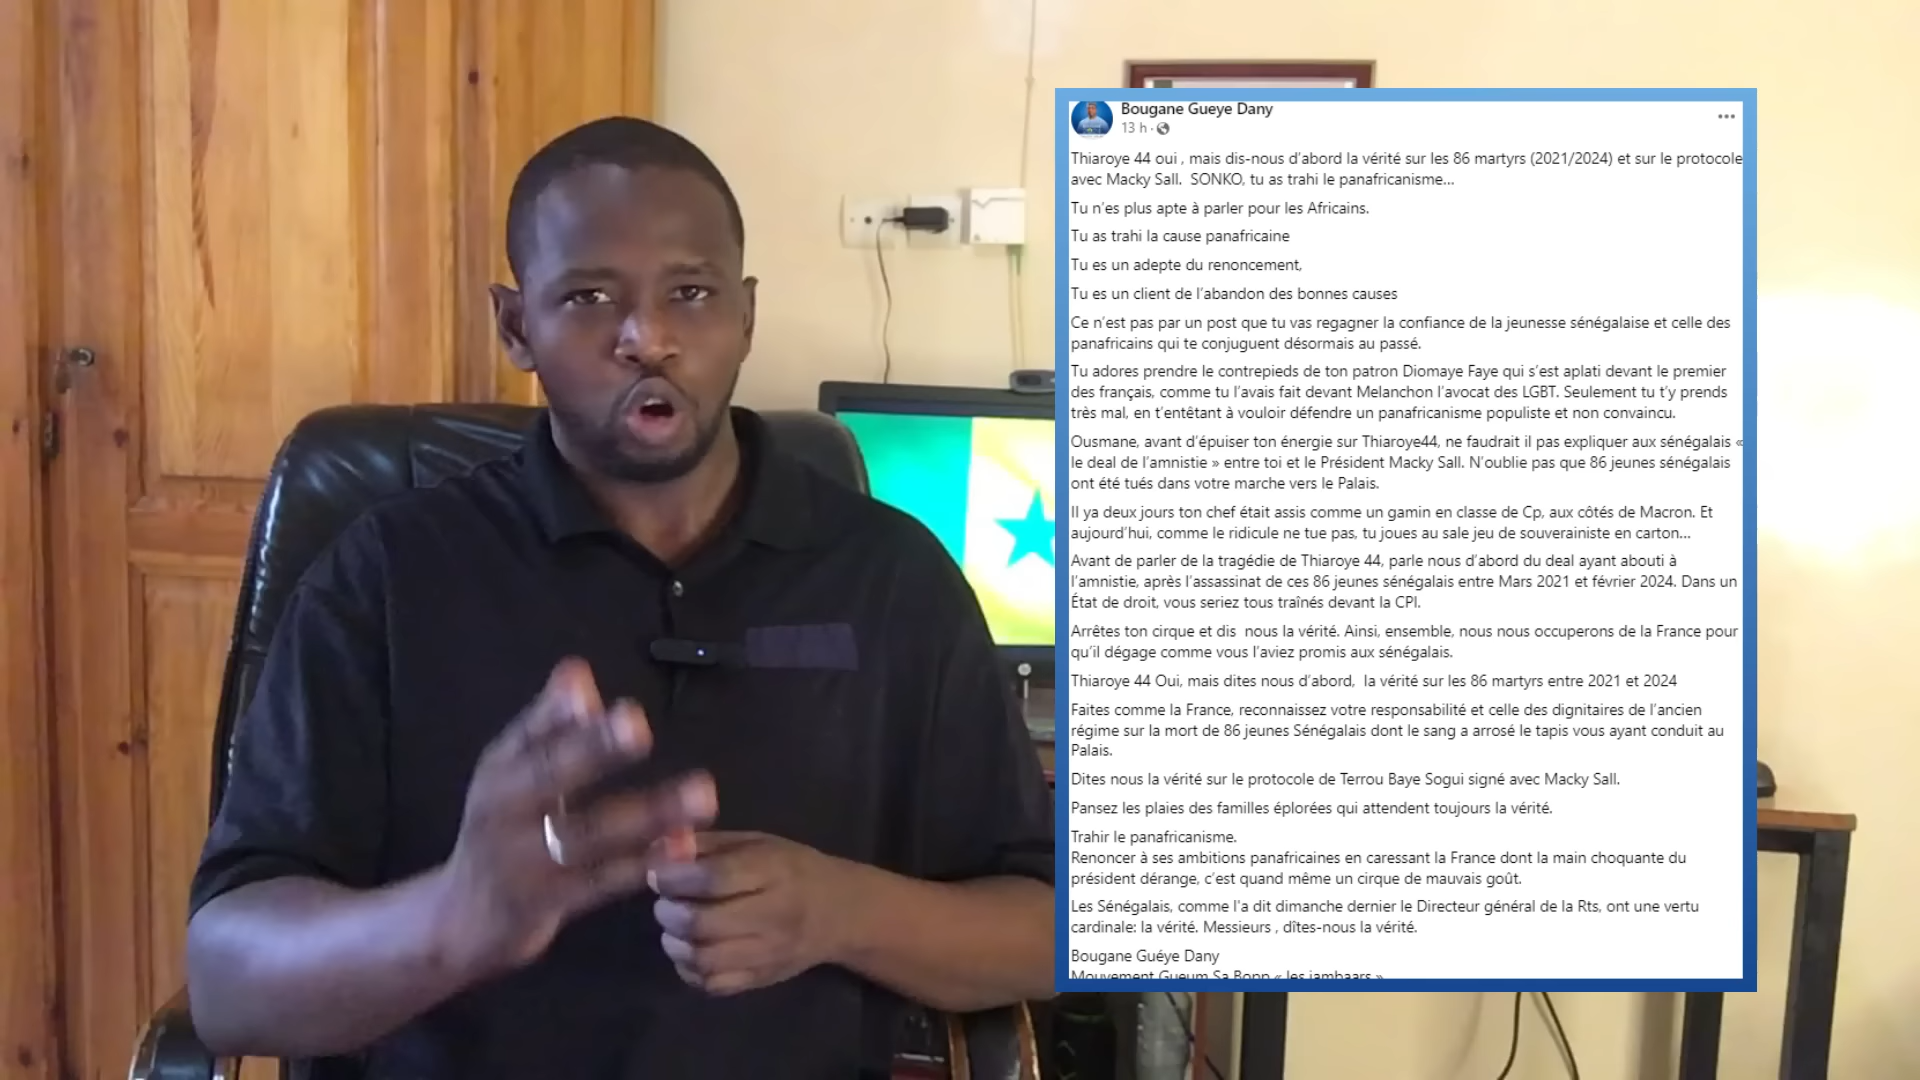 Bougane Gueye Dany
13 h ·
Thiaroye 44 oui , mais dis-nous d’abord la vérité sur les 86 martyrs (2021/2024) et sur le protocole
avec Macky Sall.  SONKO, tu as trahi le panafricanisme…
Tu n’es plus apte à parler pour les Africains.
Tu as trahi la cause panafricaine
Tu es un adepte du renoncement,
Tu es un client de l’abandon des bonnes causes
Ce n’est pas par un post que tu vas regagner la confiance de la jeunesse sénégalaise et celle des
panafricains qui te conjuguent désormais au passé.
Tu adores prendre le contrepieds de ton patron Diomaye Faye qui s’est aplati devant le premier
des français, comme tu l’avais fait devant Melanchon l’avocat des LGBT. Seulement tu t’y prends
très mal, en t’entêtant à vouloir défendre un panafricanisme populiste et non convaincu.
Ousmane, avant d’épuiser ton énergie sur Thiaroye44, ne faudrait il pas expliquer aux sénégalais «
le deal de l’amnistie » entre toi et le Président Macky Sall. N’oublie pas que 86 jeunes sénégalais
ont été tués dans votre marche vers le Palais.
Il ya deux jours ton chef était assis comme un gamin en classe de Cp, aux côtés de Macron. Et
aujourd’hui, comme le ridicule ne tue pas, tu joues au sale jeu de souverainiste en carton…
Avant de parler de la tragédie de Thiaroye 44, parle nous d’abord du deal ayant abouti à
l’amnistie, après l’assassinat de ces 86 jeunes sénégalais entre Mars 2021 et février 2024. Dans un
État de droit, vous seriez tous traînés devant la CPI.
Arrêtes ton cirque et dis  nous la vérité. Ainsi, ensemble, nous nous occuperons de la France pour
qu’il dégage comme vous l’aviez promis aux sénégalais.
Thiaroye 44 Oui, mais dites nous d’abord,  la vérité sur les 86 martyrs entre 2021 et 2024
Faites comme la France, reconnaissez votre responsabilité et celle des dignitaires de l’ancien
régime sur la mort de 86 jeunes Sénégalais dont le sang a arrosé le tapis vous ayant conduit au
Palais.
Dites nous la vérité sur le protocole de Terrou Baye Sogui signé avec Macky Sall.
Pansez les plaies des familles éplorées qui attendent toujours la vérité.
Trahir le panafricanisme.
Renoncer à ses ambitions panafricaines en caressant la France dont la main choquante du
président dérange, c’est quand même un cirque de mauvais goût.
Les Sénégalais, comme l'a dit dimanche dernier le Directeur général de la Rts, ont une vertu
cardinale: la vérité. Messieurs , dîtes-nous la vérité.
Bougane Guéye Dany
Mouvement Gueum Sa Bopp « les jambaars »